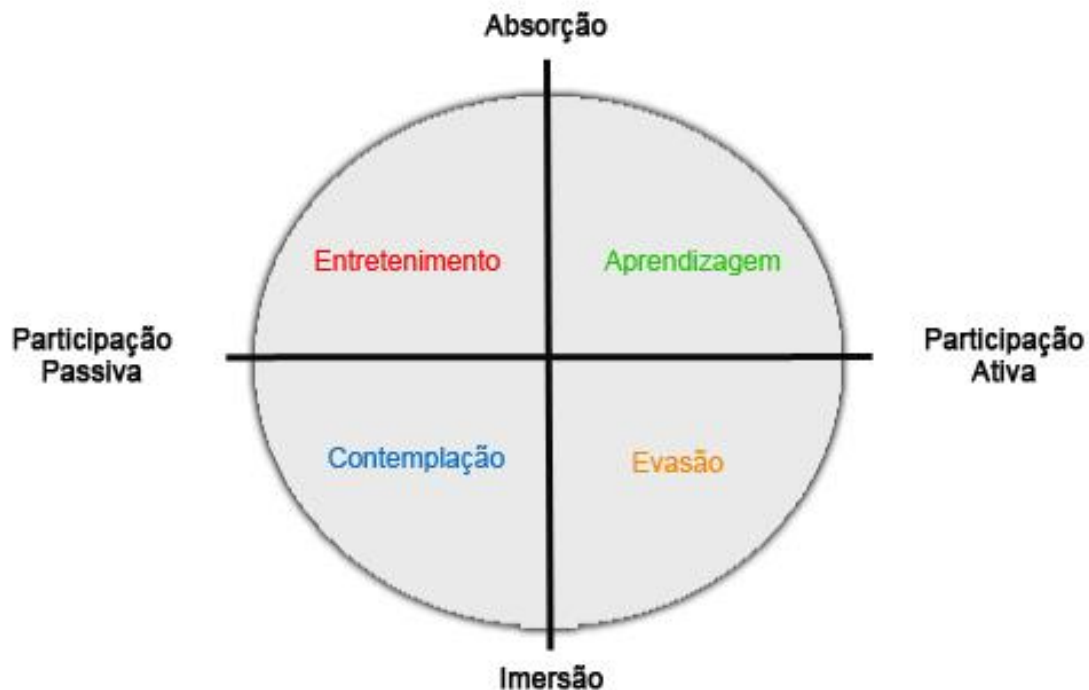 Absorção
Entretenimento
Aprendizagem
Participação
Passiva
Participação
Ativa
Contemplação
Evasão
Imersão